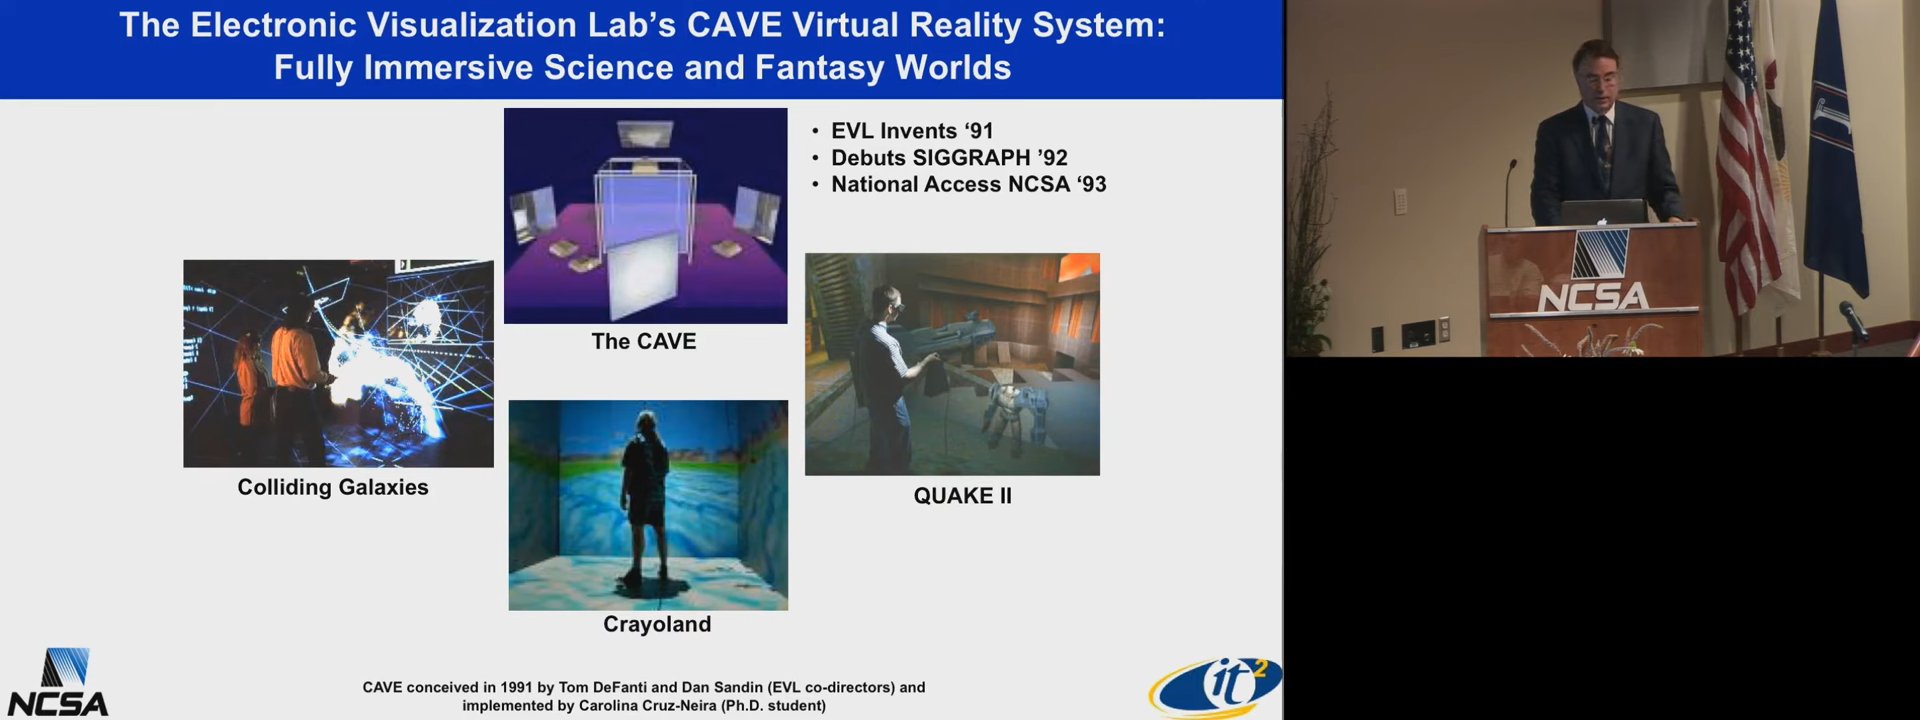 The Electronic Visualization Lab's CAVE Virtual Reality System:
Fully Immersive Science and Fantasy Worlds
• EVL Invents ‘91
• Debuts SIGGRAPH ’92
• National Access NCSA ‘93
The CAVE
Colliding Galaxies
QUAKE II
Crayoland
CAVE conceived in 1991 by Tom DeFanti and Dan Sandin (EVL co-directors) and
implemented by Carolina Cruz-Neira (Ph.D. student)
NCSA
it2
NCSA